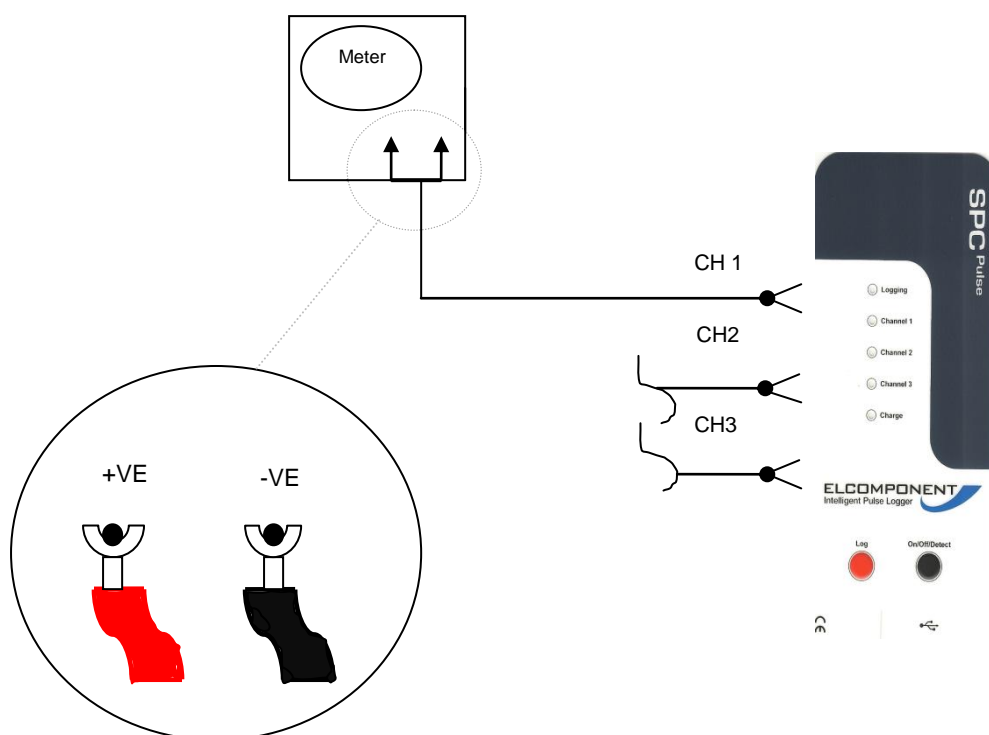 Meter
SPC Pulse
CH 1
Logging
Channel 1
CH2
Channel 2
Channel 3
CH3
Charge
+VE
-VE
ELCOMPONENT
Intelligent Pulse Logger
Log
On/Off/Detect
CE